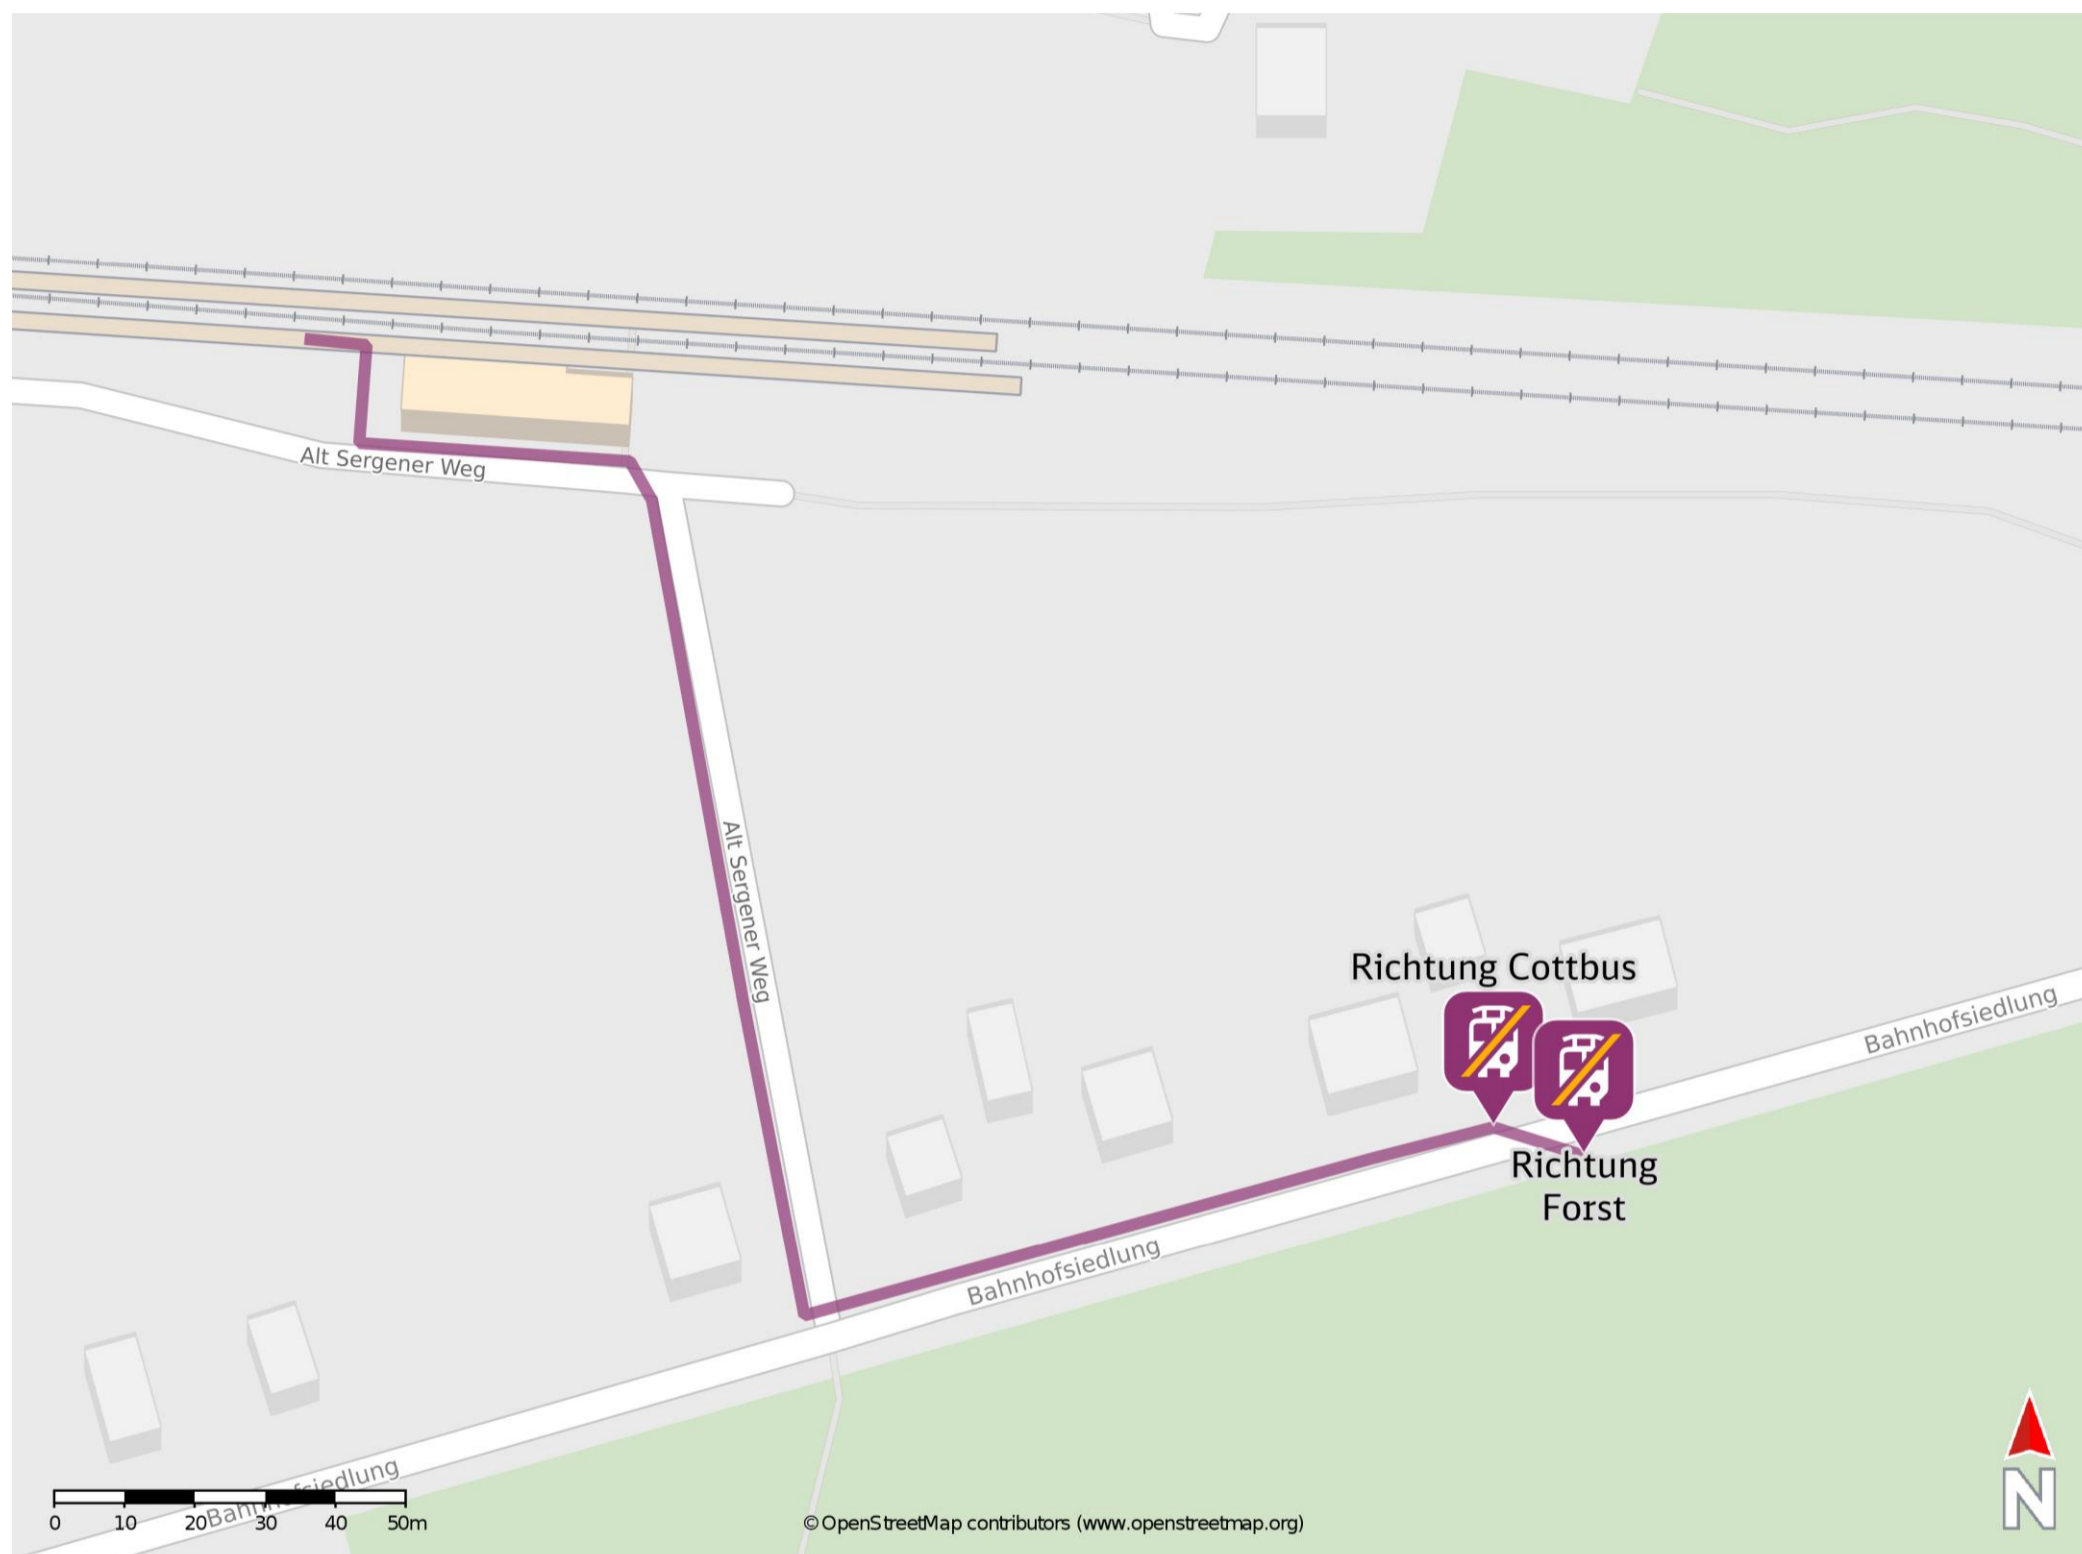 Alt Sergener Weg
Alt Sergener Weg
Richtung Cottbus
Bahnhofsiedlung
Richtung
Forst
Bahnhofsiedlung
Bahnhofsiedlung
0 10 20 30 40 50m
© OpenStreetMap contributors (www.openstreetmap.org)
N